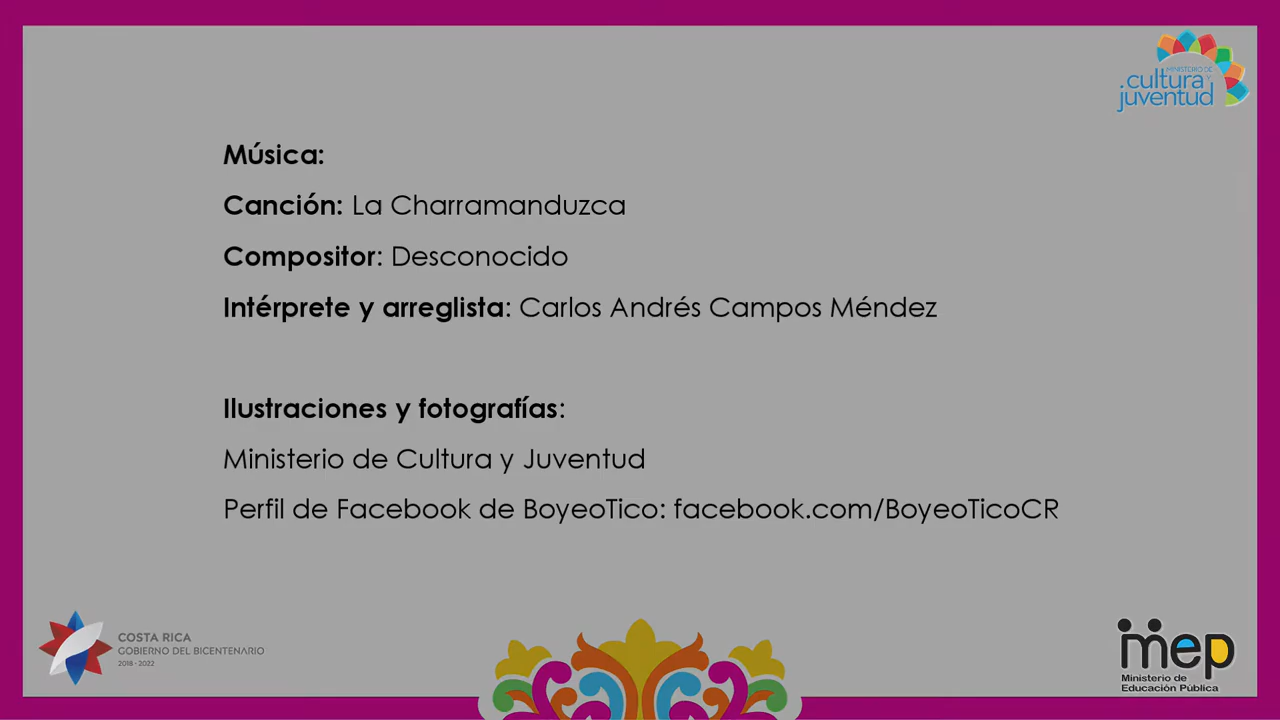 MINISTERIO DE
cultura y
juventud
Música:
Canción: La Charramanduzca
Compositor: Desconocido
Intérprete y arreglista: Carlos Andrés Campos Méndez
Ilustraciones y fotografías:
Ministerio de Cultura y Juventud
Perfil de Facebook de BoyeoTico: facebook.com/BoyeoTicoCR
COSTA RICA
GOBIERNO DEL BICENTENARIO
2018 - 2022
mep
Ministerio de
Educación Pública